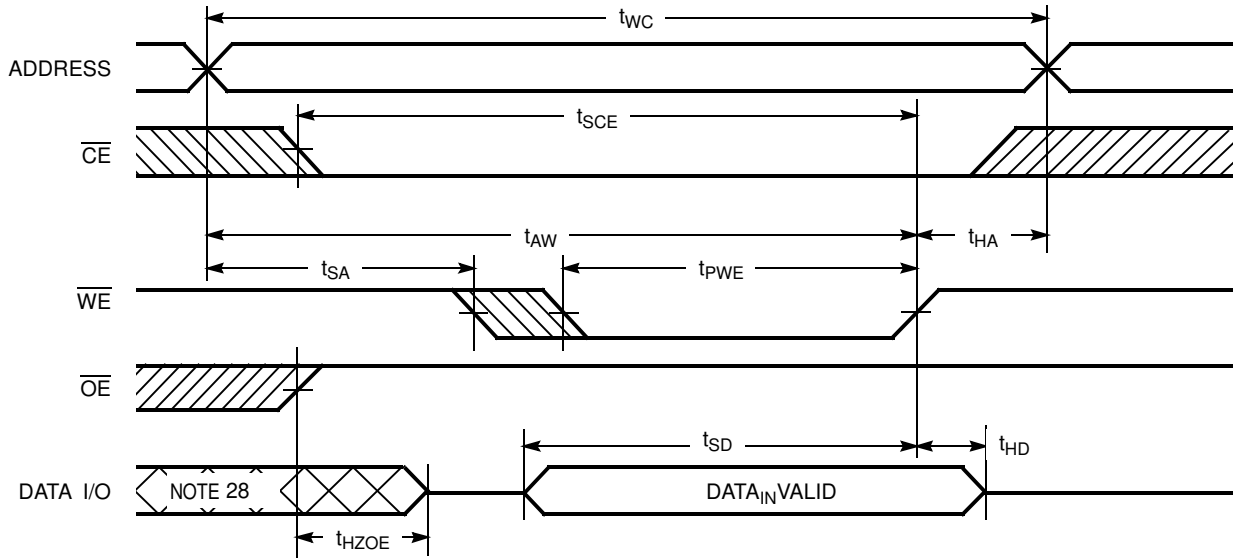 tWC
ADDRESS
tSCE
CE
tAW
tHA
tSA
tPWE
WE
OE
tSD
tHD
DATA I/O
NOTE 28
DATAINVALID
tHZOE